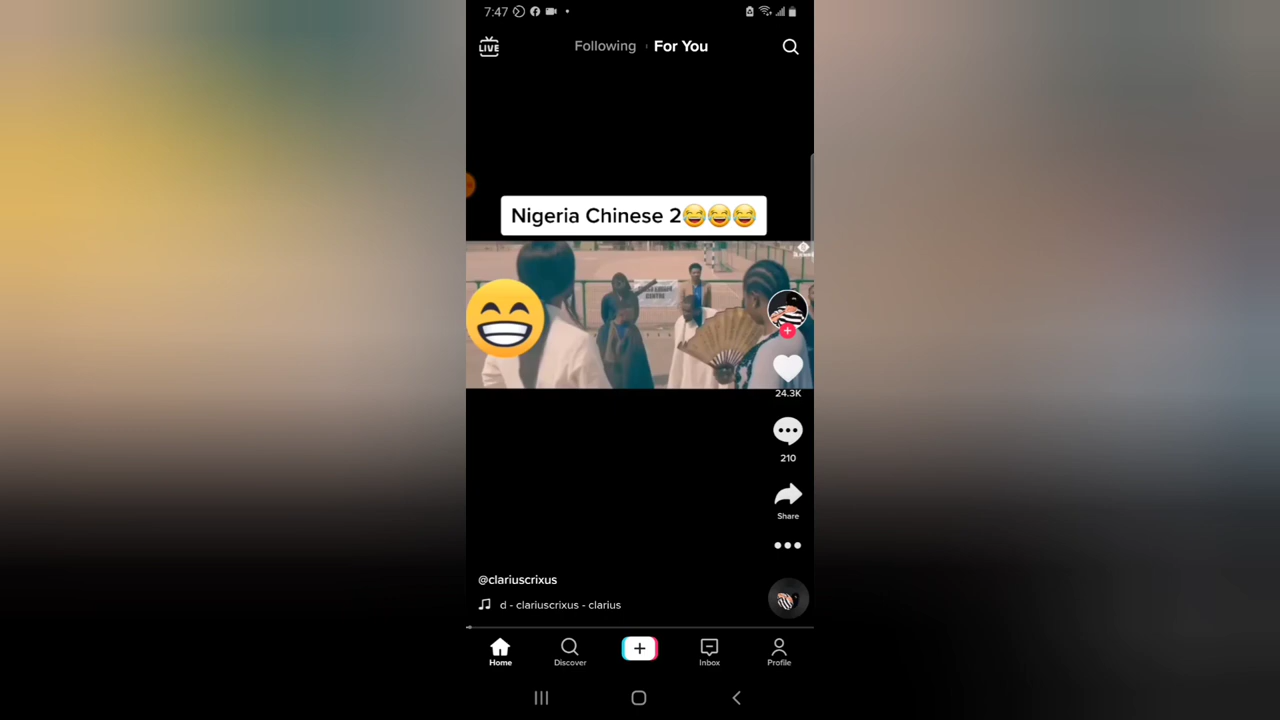 7:47
LIVE
Following
For You
Nigeria Chinese 2😂😂😂
24.3K
210
Share
@clariuscrixus
d - clariuscrixus - clarius
Home
Discover
Inbox
Profile